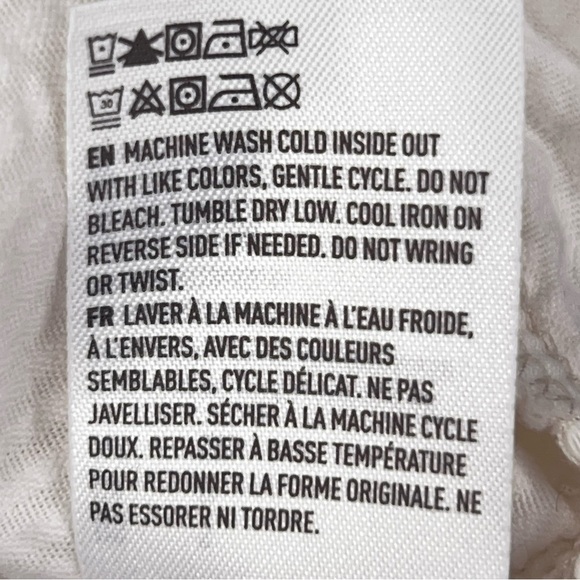 30
EN MACHINE WASH COLD INSIDE OUT
WITH LIKE COLORS, GENTLE CYCLE. DO NOT
BLEACH. TUMBLE DRY LOW. COOL IRON ON
REVERSE SIDE IF NEEDED. DO NOT WRING
OR TWIST.
FR LAVER À LA MACHINE À L'EAU FROIDE,
À L'ENVERS, AVEC DES COULEURS
SEMBLABLES, CYCLE DÉLICAT. NE PAS
JAVELLISER. SÉCHER À LA MACHINE CYCLE
DOUX. REPASSER À BASSE TEMPÉRATURE
POUR REDONNER LA FORME ORIGINALE. NE
PAS ESSORER NI TORDRE.